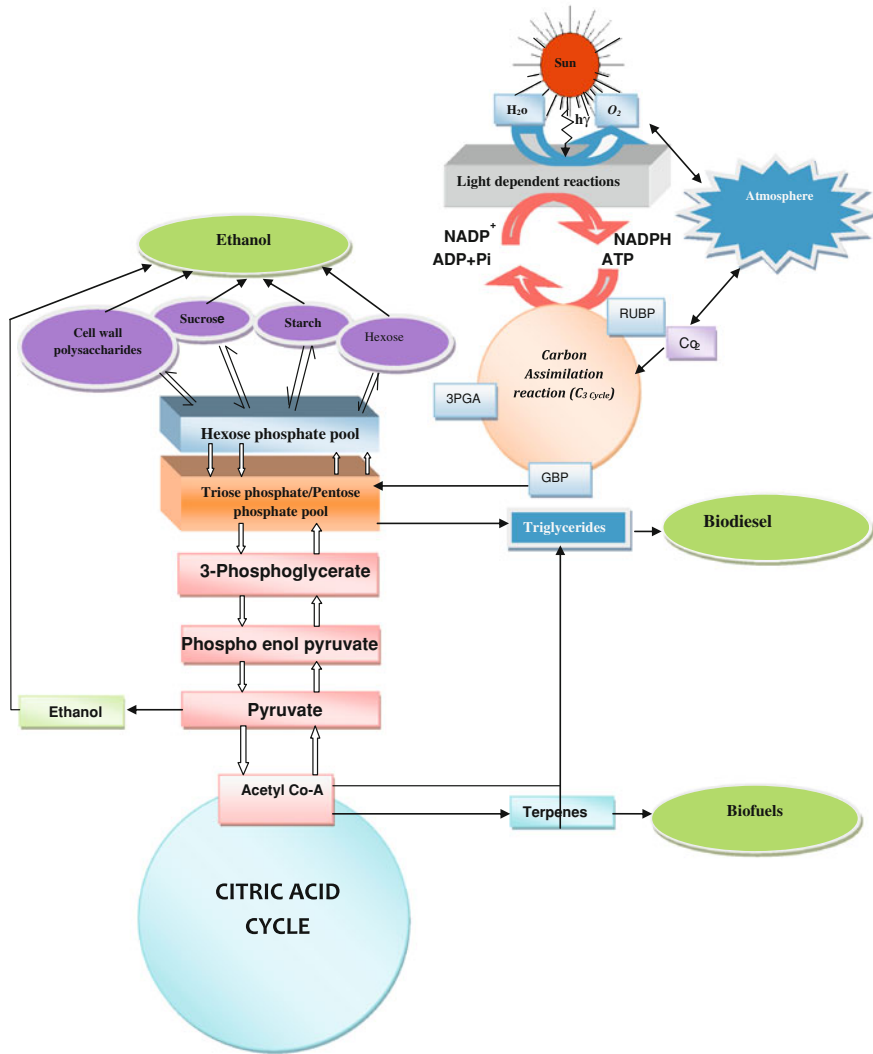 Sun
H₂o
hγ
O₂
Light dependent reactions
Atmosphere
NADP⁺
ADP+Pi
NADPH
ATP
RUBP
Co₂
Carbon
Assimilation
reaction (C₃ Cycle)
3PGA
GBP
Ethanol
Cell wall
polysaccharides
Sucrose
Starch
Hexose
Hexose phosphate pool
Triose phosphate/Pentose
phosphate pool
Triglycerides
Biodiesel
3-Phosphoglycerate
Phospho enol pyruvate
Pyruvate
Ethanol
Acetyl Co-A
Terpenes
Biofuels
CITRIC ACID
CYCLE